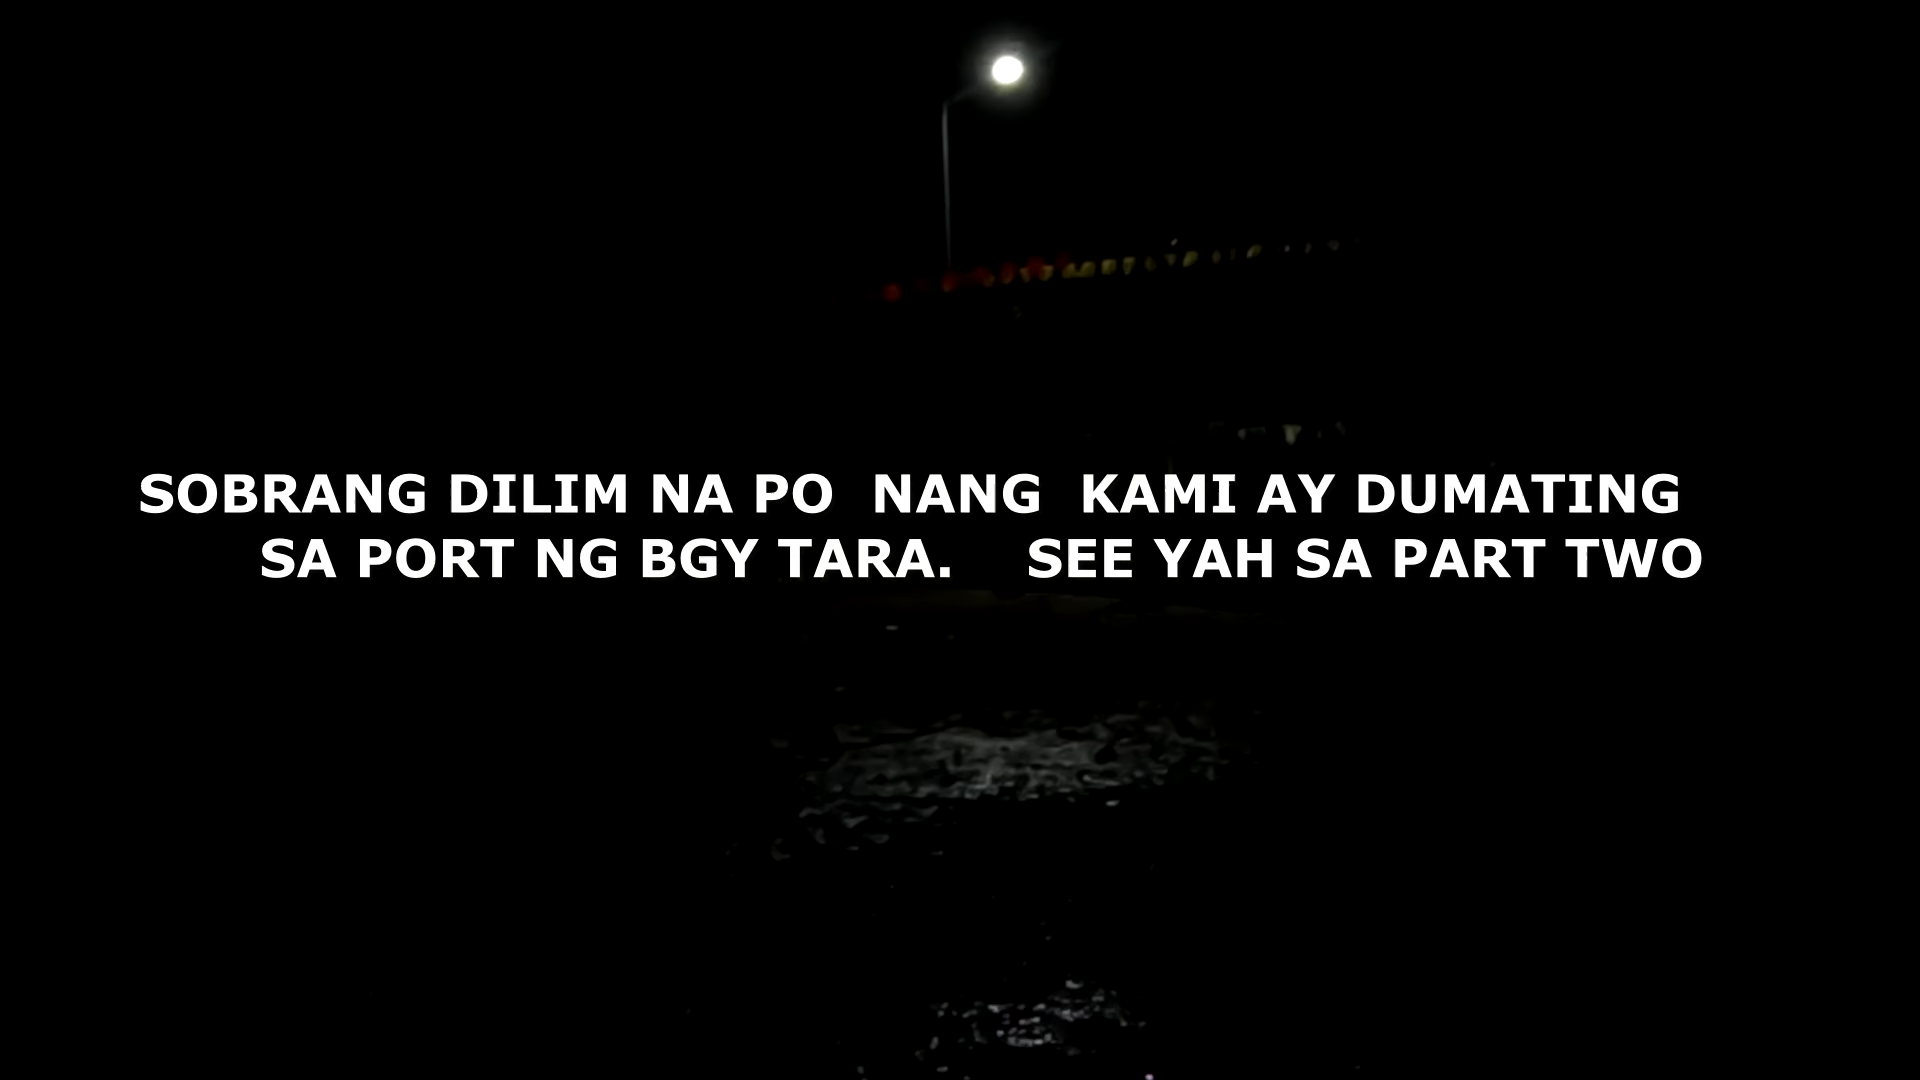 SOBRANG DILIM NA PO NANG KAMI AY DUMATING
SA PORT NG BGY TARA. SEE YAH SA PART TWO